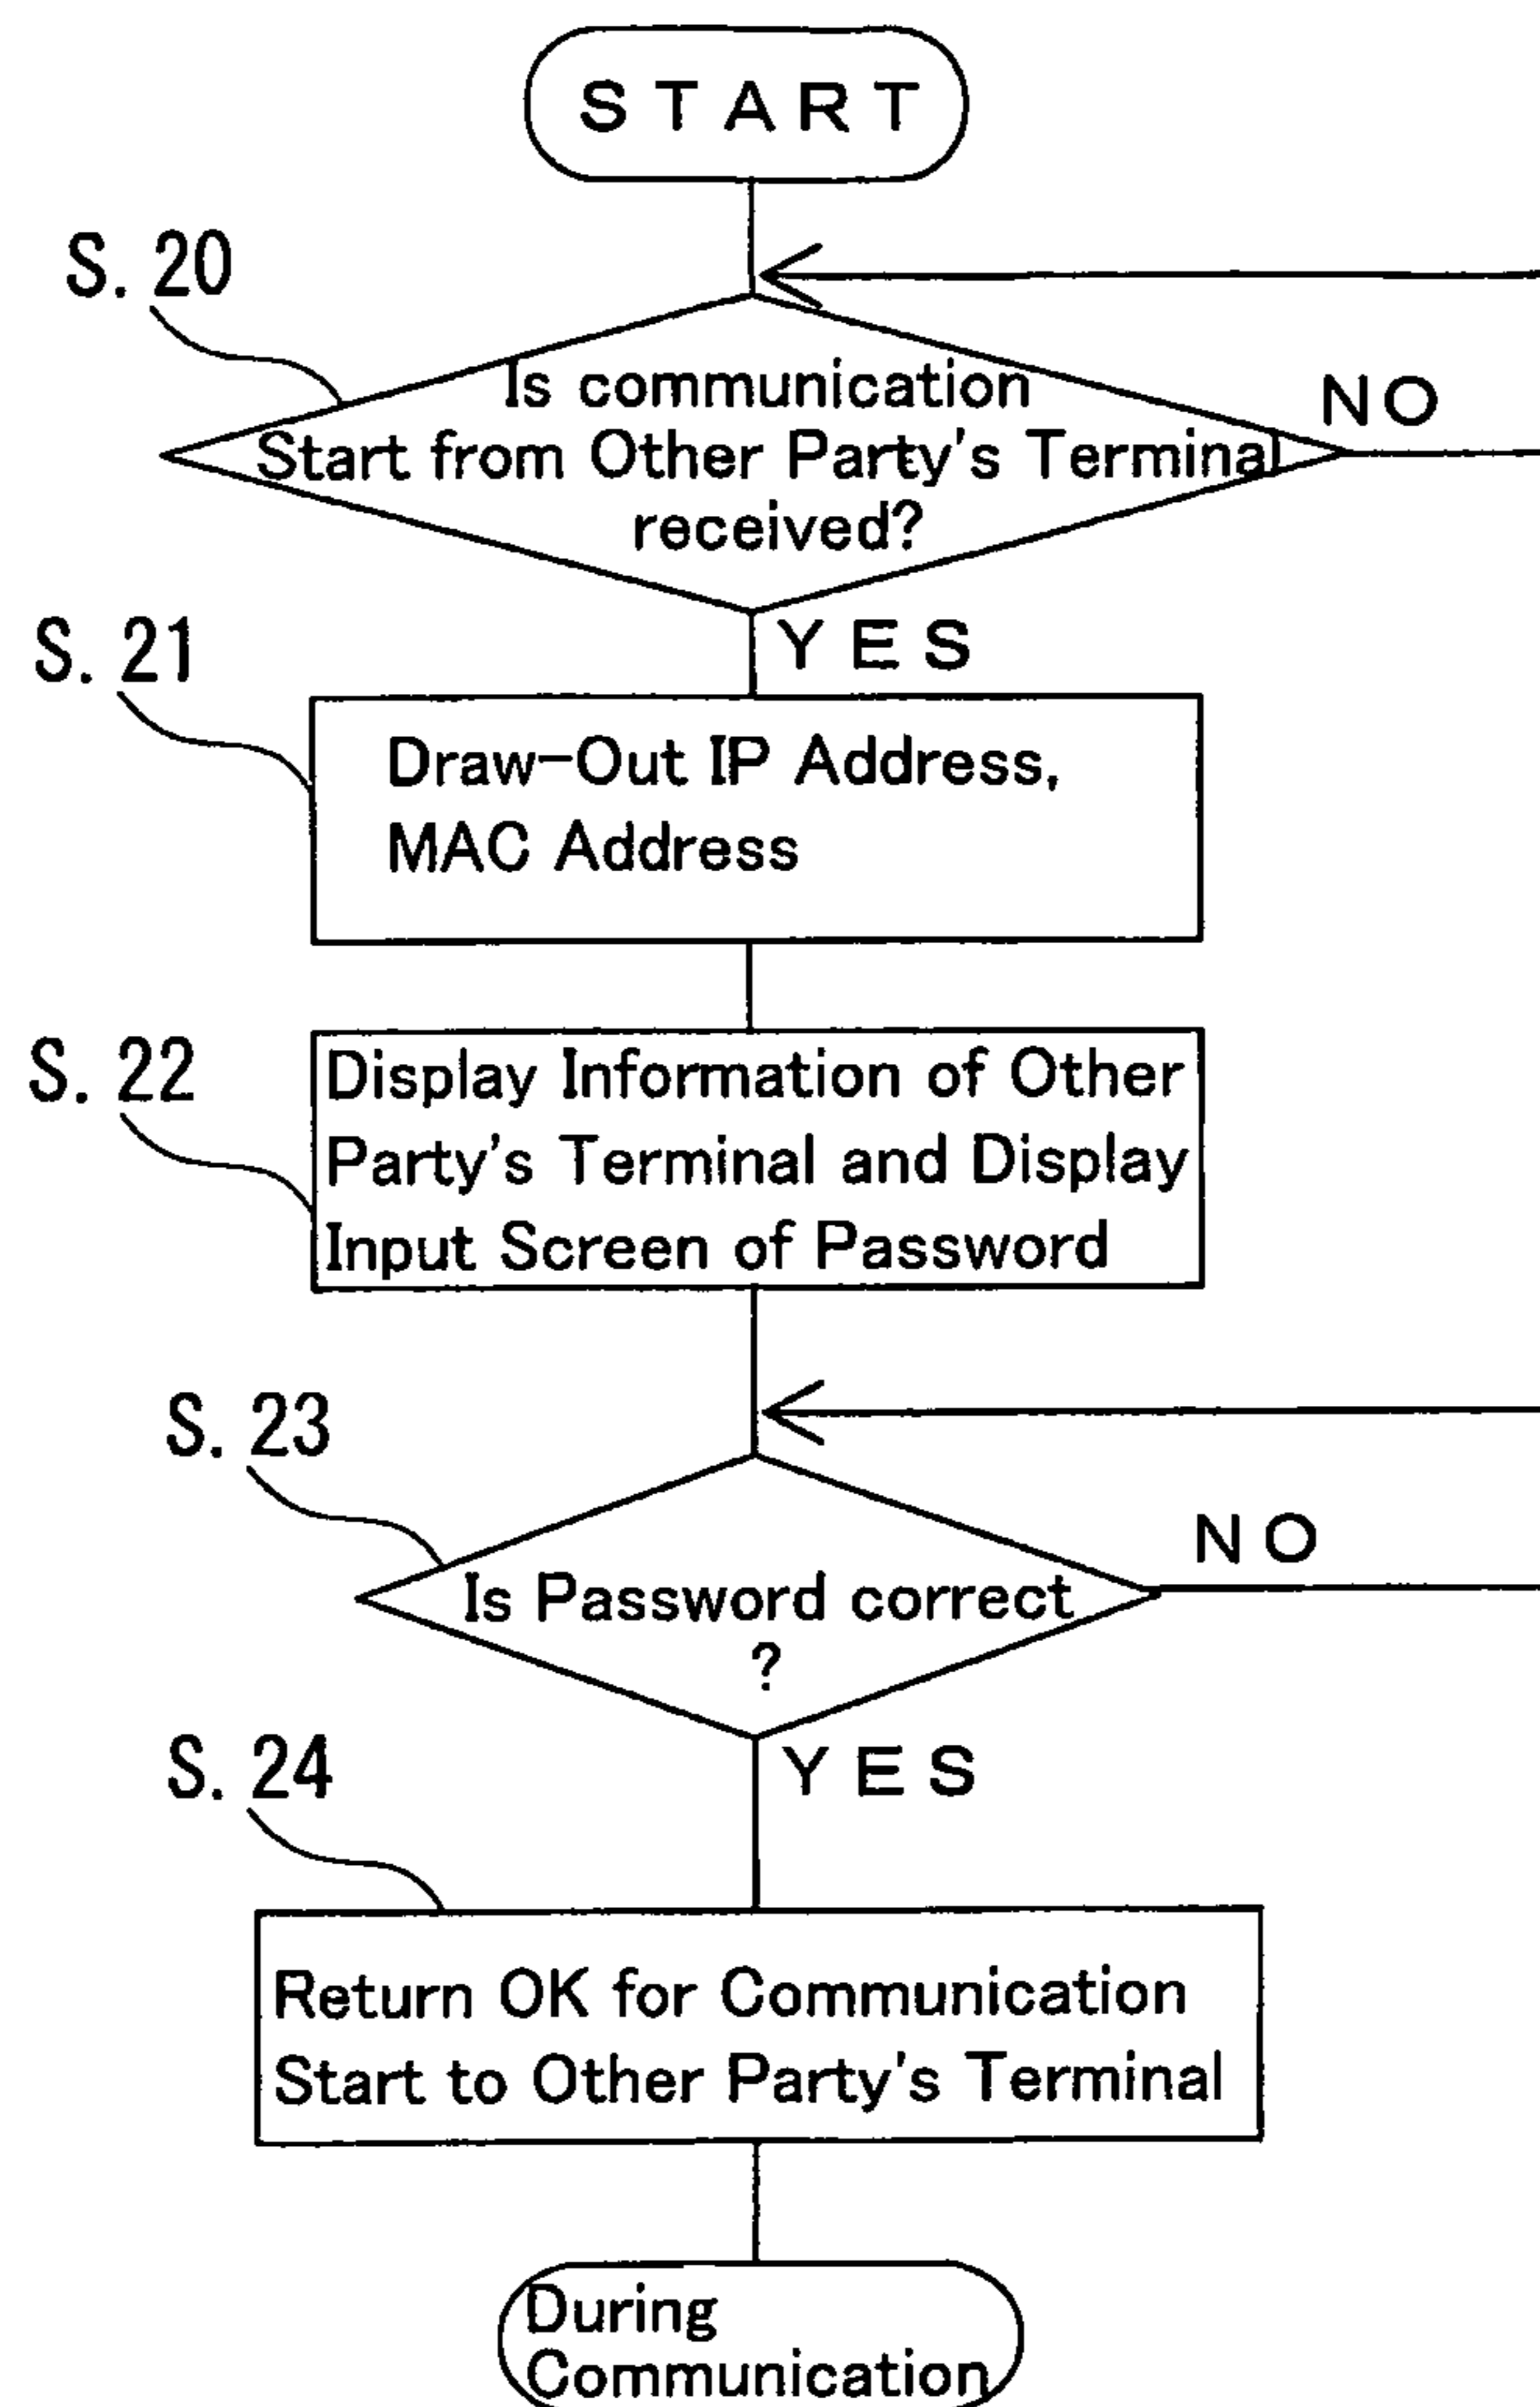 START
S. 20
Is communication
Start from Other Party's Terminal
received?
NO
YES
S. 21
Draw-Out IP Address,
MAC Address
S. 22
Display Information of Other
Party's Terminal and Display
Input Screen of Password
S. 23
Is Password correct
?
NO
YES
S. 24
Return OK for Communication
Start to Other Party's Terminal
During
Communication